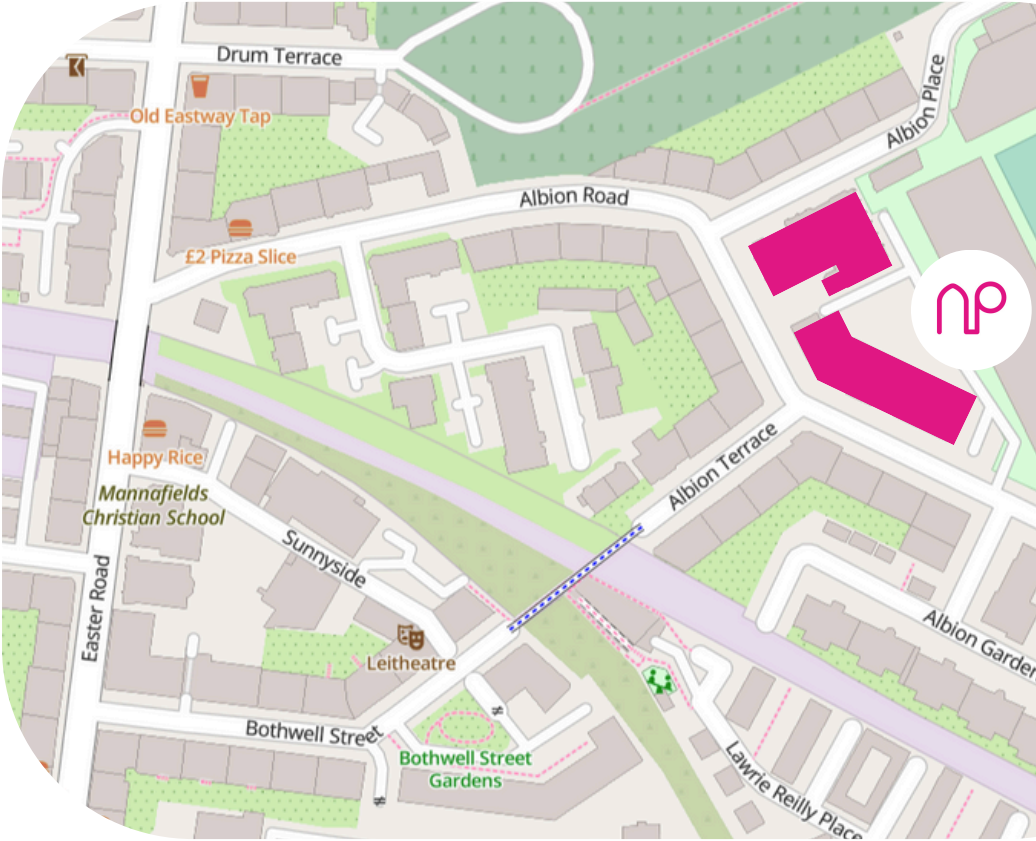 Drum Terrace
Old Eastway Tap
Albion Place
Albion Road
£2 Pizza Slice
np
Happy Rice
Mannafields
Christian School
Albion Terrace
Sunnyside
Easter Road
Leitheatre
Albion Garden
Bothwell Street
Bothwell Street
Gardens
Lawrie Reilly Place